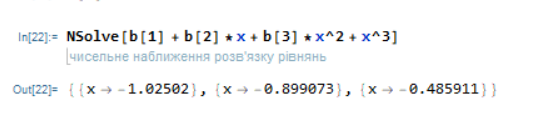 In[22]:= NSolve[b[1] + b[2] * x + b[3] * x^2 + x^3]
чисельне наближення розв'язку рівнянь
Out[22]= {{x → -1.02502}, {x → -0.899073}, {x → -0.485911}}